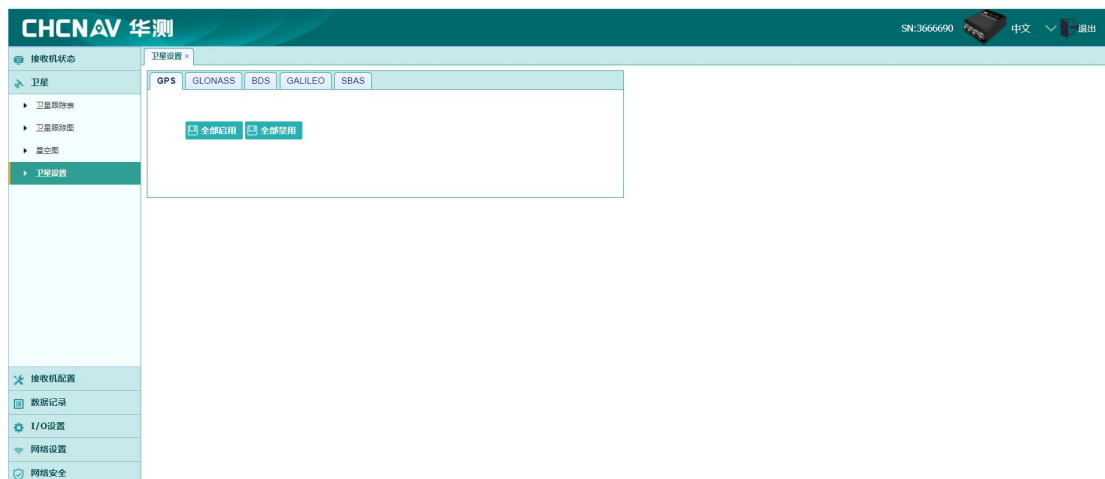 CHCNAV 华测
SN:3666690
中文
退出
接收机状态
卫星
卫星跟踪表
卫星跟踪图
星空图
卫星设置
接收机配置
数据记录
I/O设置
网络设置
网络安全
卫星设置 ×
GPS GLONASS BDS GALILEO SBAS
全部启用 全部禁用